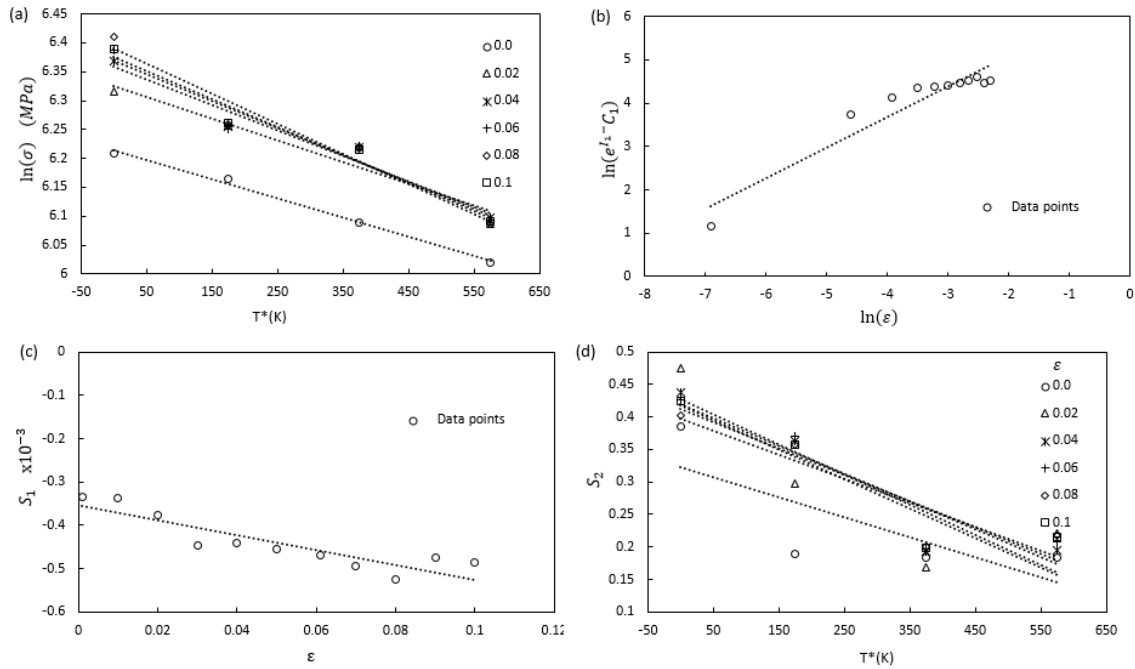 (a)
6.45
6.4
6.35
6.3
6.25
6.2
6.15
6.1
6.05
6
ln(σ) (MPa)
-50 50 150 250 350 450 550 650
T*(K)
0.0
0.02
0.04
0.06
0.08
0.1
(b)
6
5
4
3
2
1
0
ln(e^{I_1}-C_1)
-8 -7 -6 -5 -4 -3 -2 -1 0
ln(ε)
Data points
(c)
0
-0.1
-0.2
-0.3
-0.4
-0.5
-0.6
S_1 x10^{-3}
0 0.02 0.04 0.06 0.08 0.1 0.12
ε
Data points
(d)
0.5
0.45
0.4
0.35
0.3
0.25
0.2
0.15
0.1
S_2
-50 50 150 250 350 450 550 650
T*(K)
ε
0.0
0.02
0.04
0.06
0.08
0.1